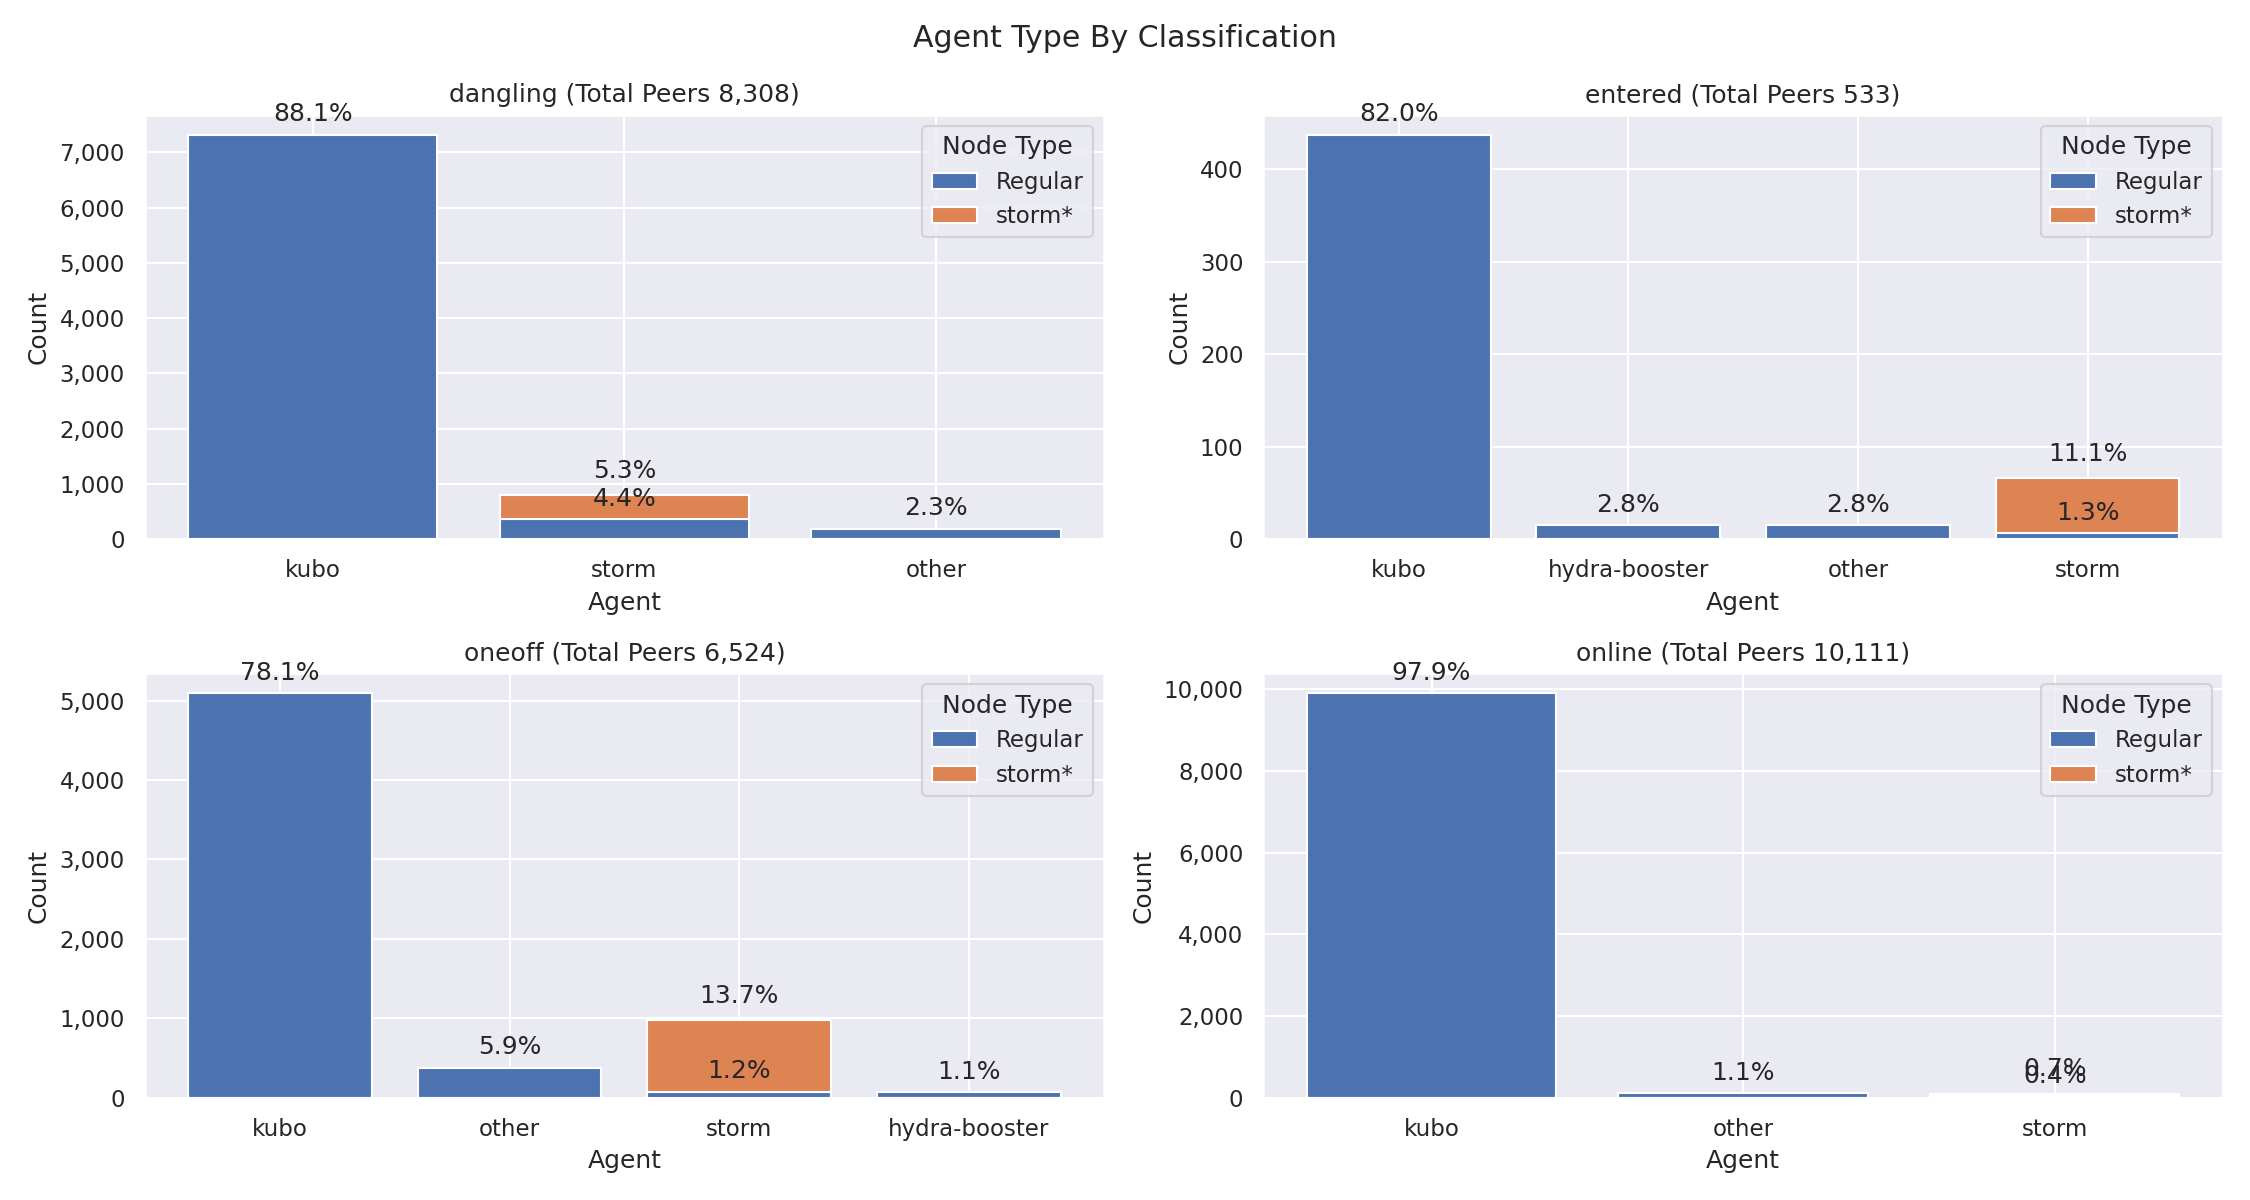 Agent Type By Classification
dangling (Total Peers 8,308)
88.1%
7,000
6,000
5,000
4,000
3,000
2,000
1,000
0
Count
5.3%
4.4%
2.3%
Node Type
Regular
storm*
kubo
storm
other
Agent
entered (Total Peers 533)
82.0%
400
300
200
100
0
Count
2.8%
2.8%
11.1%
1.3%
Node Type
Regular
storm*
kubo
hydra-booster
other
storm
Agent
oneoff (Total Peers 6,524)
78.1%
5,000
4,000
3,000
2,000
1,000
0
Count
5.9%
13.7%
1.2%
1.1%
Node Type
Regular
storm*
kubo
other
storm
hydra-booster
Agent
online (Total Peers 10,111)
97.9%
10,000
8,000
6,000
4,000
2,000
0
Count
1.1%
0.7%
0.4%
Node Type
Regular
storm*
kubo
other
storm
Agent